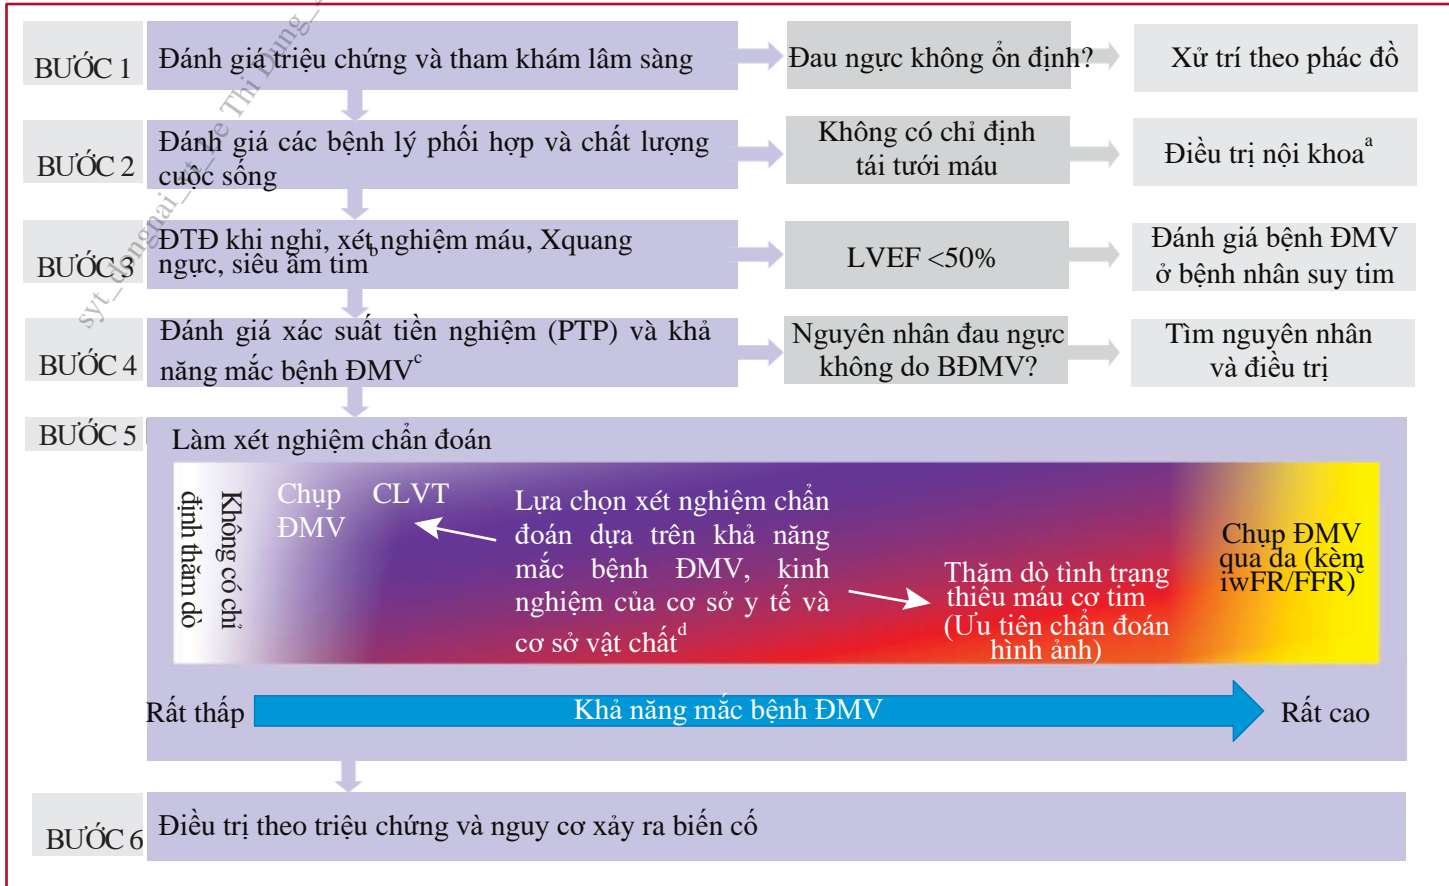 BƯỚC 1
Đánh giá triệu chứng và tham khám lâm sàng
Đau ngực không ổn định?
Xử trí theo phác đồ
BƯỚC 2
Đánh giá các bệnh lý phối hợp và chất lượng
cuộc sống
Không có chỉ định
tái tưới máu
Điều trị nội khoa^a
BƯỚC 3
ĐTĐ khi nghỉ, xét nghiệm máu, Xquang
ngực, siêu âm tim^b
LVEF <50%
Đánh giá bệnh ĐMV
ở bệnh nhân suy tim
BƯỚC 4
Đánh giá xác suất tiền nghiệm (PTP) và khả
năng mắc bệnh ĐMV^c
Nguyên nhân đau ngực
không do BĐMV?
Tìm nguyên nhân
và điều trị
BƯỚC 5
Làm xét nghiệm chẩn đoán
Không có chỉ
định thăm dò
Chụp CLVT
ĐMV
Lựa chọn xét nghiệm chẩn
đoán dựa trên khả năng
mắc bệnh ĐMV, kinh
nghiệm của cơ sở y tế và
cơ sở vật chất^d
Thăm dò tình trạng
thiếu máu cơ tim
(Ưu tiên chẩn đoán
hình ảnh)
Chụp ĐMV
qua da (kèm
iwFR/FFR)^e
Rất thấp
Khả năng mắc bệnh ĐMV
Rất cao
BƯỚC 6
Điều trị theo triệu chứng và nguy cơ xảy ra biến cố